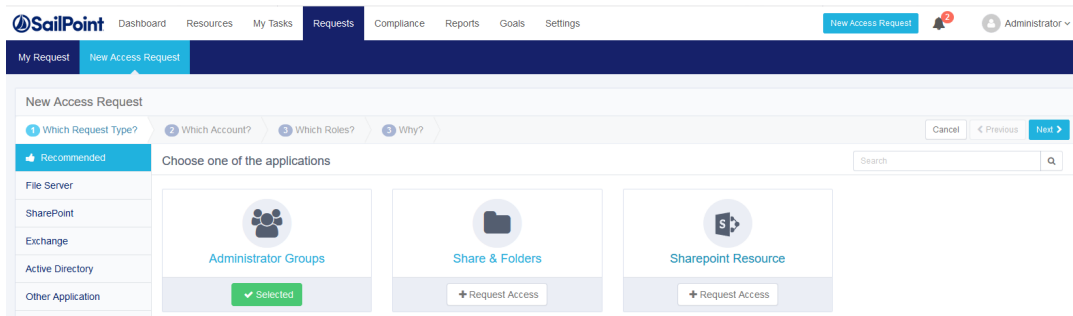 SailPoint Dashboard Resources My Tasks Requests Compliance Reports Goals Settings New Access Request 2 Administrator
My Request New Access Request
New Access Request
1 Which Request Type? 2 Which Account? 3 Which Roles? 3 Why? Cancel Previous Next
Recommended
Choose one of the applications
Search
File Server
SharePoint
Exchange
Active Directory
Other Application
Administrator Groups
Selected
Share & Folders
+ Request Access
S
Sharepoint Resource
+ Request Access